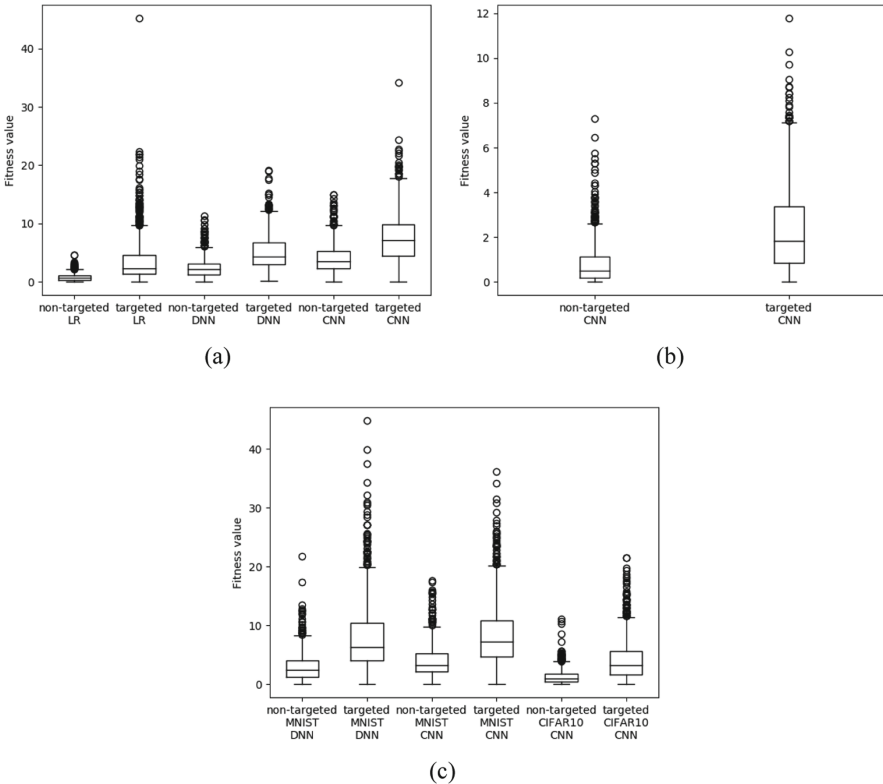 Fitness value
40
30
20
10
0
non-targeted targeted non-targeted targeted non-targeted targeted
LR LR DNN DNN CNN CNN
(a)
Fitness value
12
10
8
6
4
2
0
non-targeted targeted
CNN CNN
(b)
Fitness value
40
30
20
10
0
non-targeted targeted non-targeted targeted non-targeted targeted
MNIST MNIST MNIST MNIST CIFAR10 CIFAR10
DNN DNN CNN CNN CNN CNN
(c)